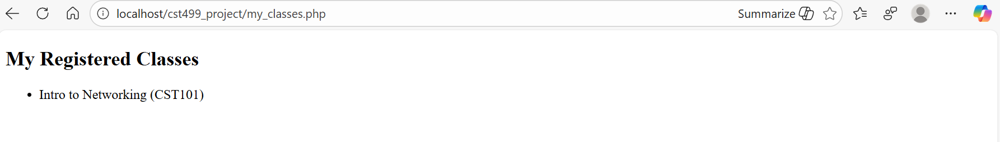 localhost/cst499_project/my_classes.php Summarize
My Registered Classes
• Intro to Networking (CST101)